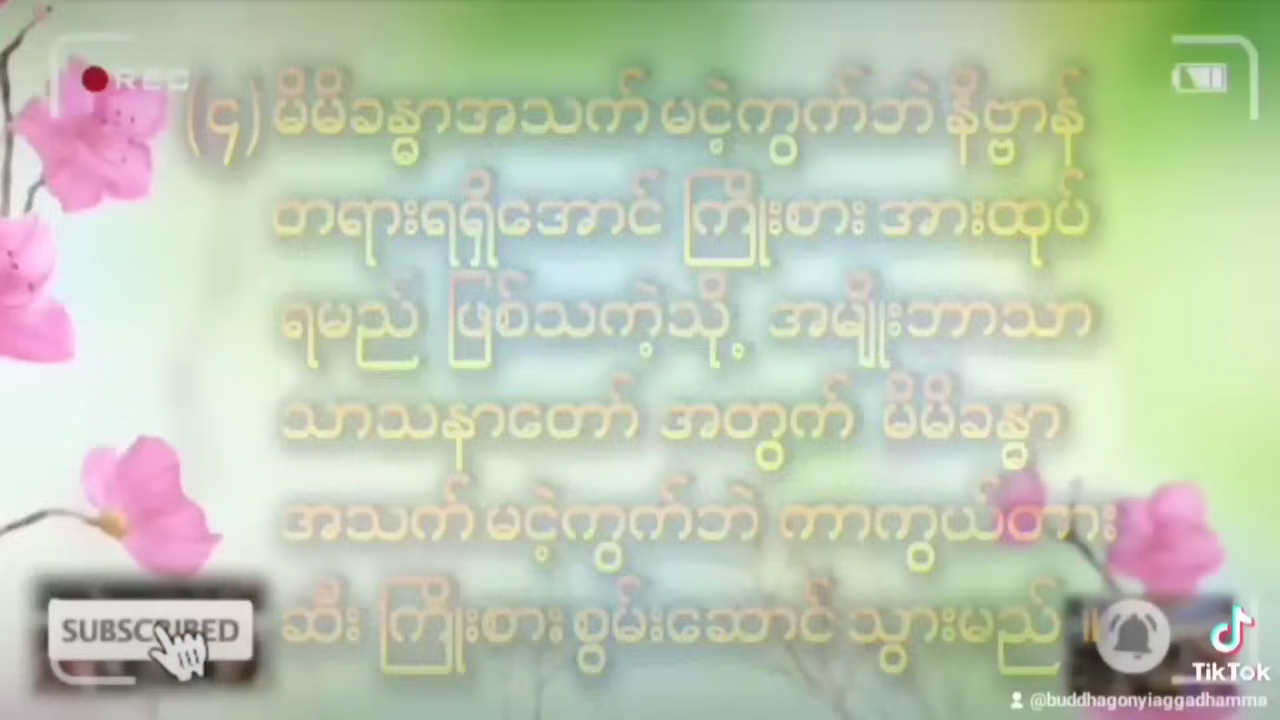 REC
(၄) မိမိခန္ဓာအသက် မငဲ့ကွက်ဘဲ နိဗ္ဗာန်
တရားရရှိအောင် ကြိုးစား အားထုပ်
ရမည် ဖြစ်သကဲ့သို့ အမျိုးဘာသာ
သာသနာတော် အတွက် မိမိခန္ဓာ
အသက် မငဲ့ကွက်ဘဲ ကာကွယ်တား
ဆီး ကြိုးစား စွမ်းဆောင် သွားမည် ။
SUBSCRIBED
TikTok
@buddhagonyiaggadhamma